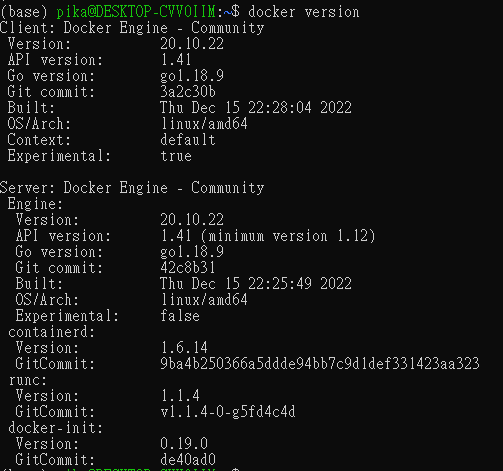 (base) pika@DESKTOP-CVVOIIM:~$ docker version
Client: Docker Engine - Community
Version: 20.10.22
API version: 1.41
Go version: go1.18.9
Git commit: 3a2c30b
Built: Thu Dec 15 22:28:04 2022
OS/Arch: linux/amd64
Context: default
Experimental: true
Server: Docker Engine - Community
Engine:
Version: 20.10.22
API version: 1.41 (minimum version 1.12)
Go version: go1.18.9
Git commit: 42c8b31
Built: Thu Dec 15 22:25:49 2022
OS/Arch: linux/amd64
Experimental: false
containerd:
Version: 1.6.14
GitCommit: 9ba4b250366a5ddde94bb7c9d1def331423aa323
runc:
Version: 1.1.4
GitCommit: v1.1.4-0-g5fd4c4d
docker-init:
Version: 0.19.0
GitCommit: de40ad0
(base) pika@DESKTOP-CVVOIIM:~$